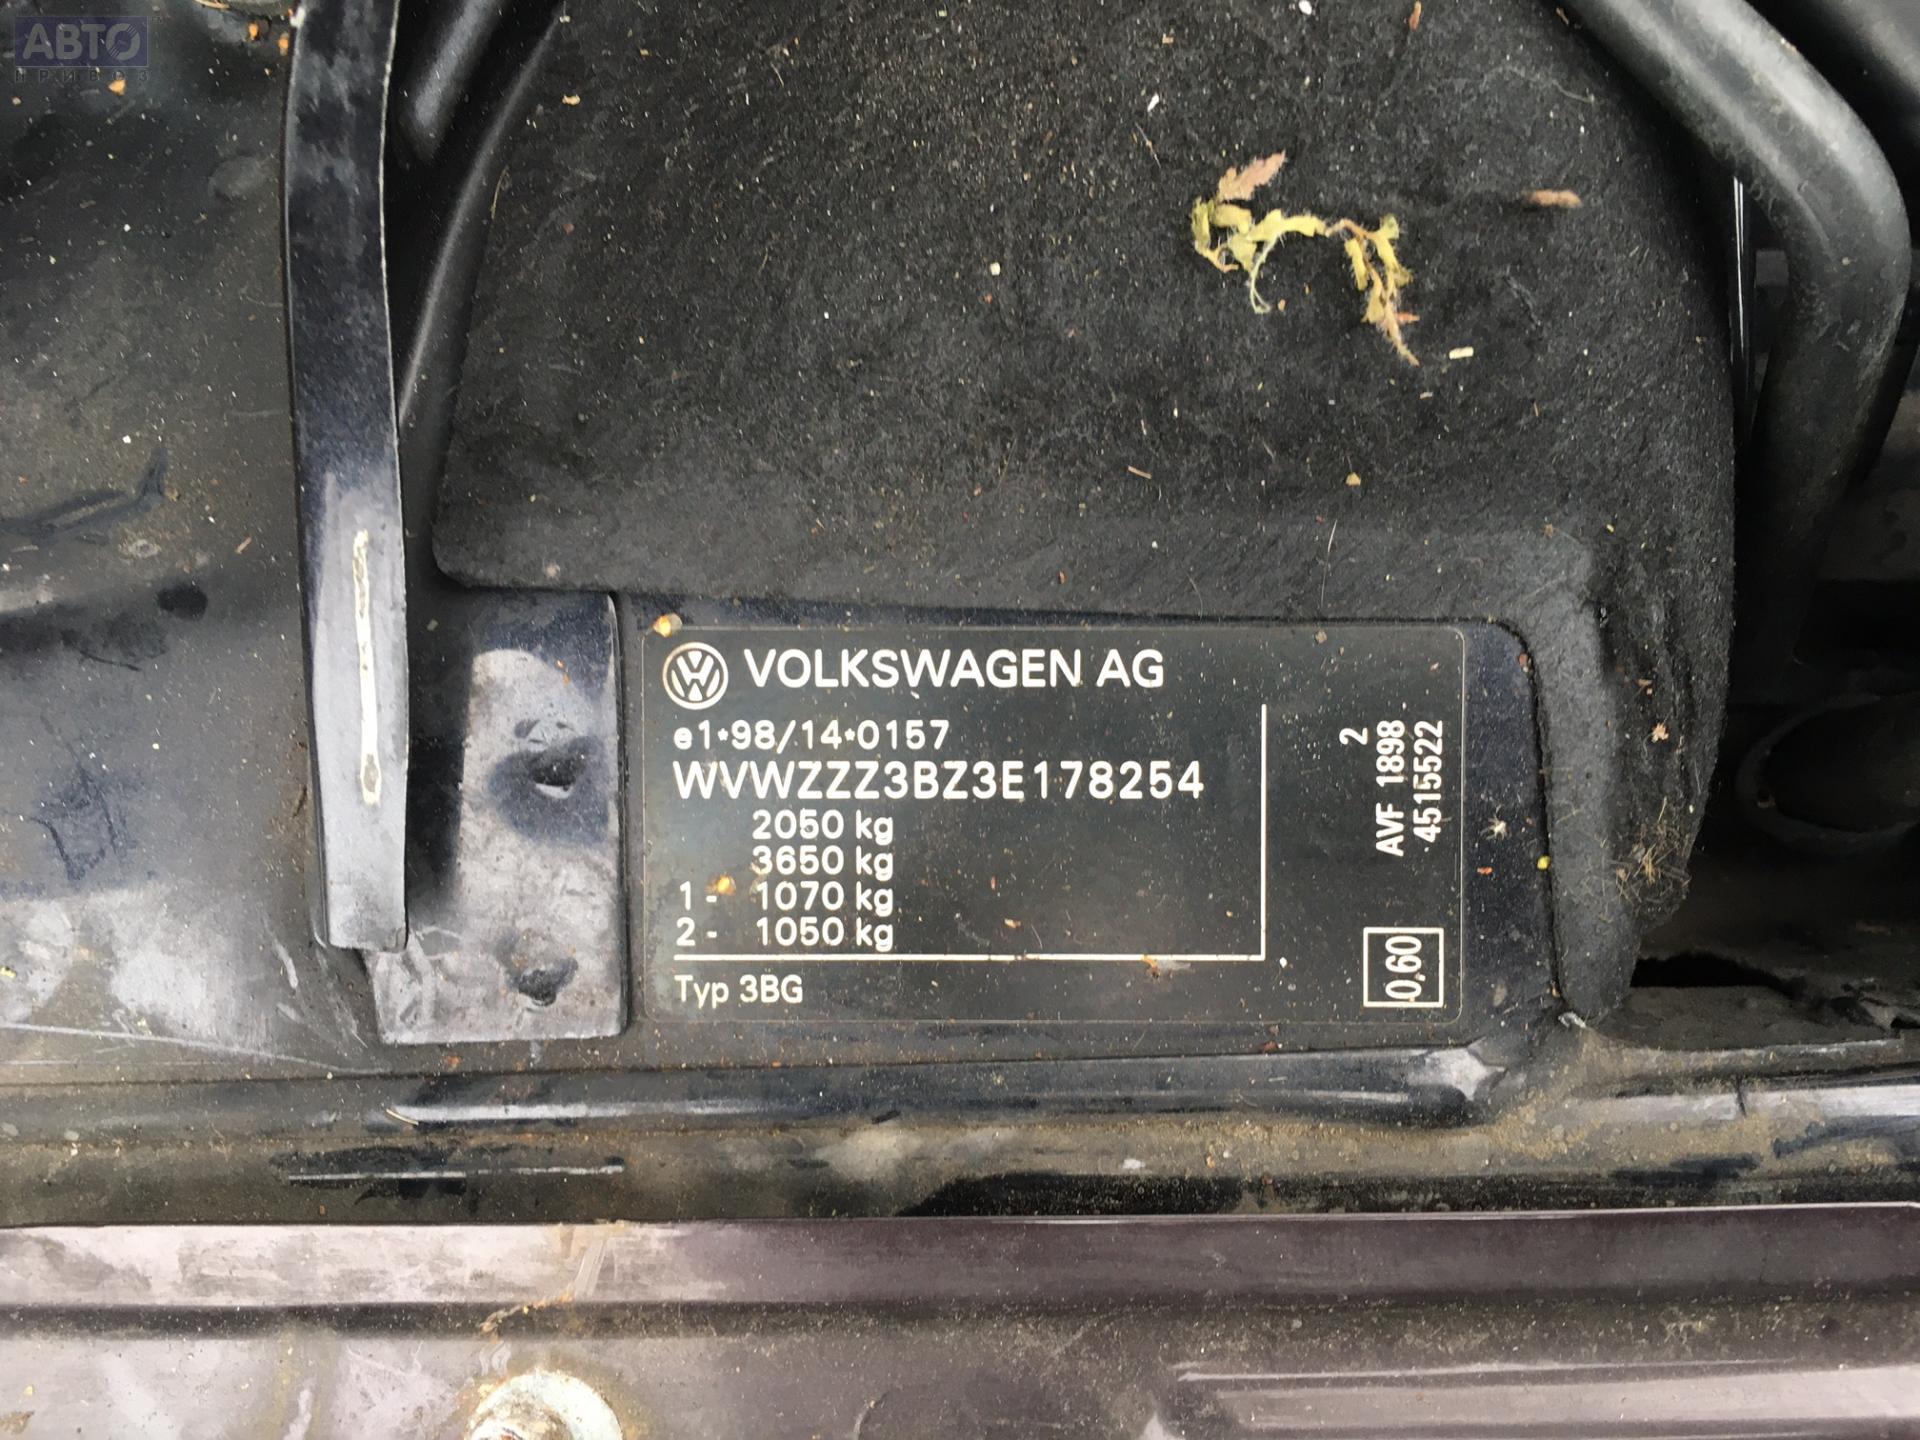 АВТО
ПРИВОЗ
VOLKSWAGEN AG
e1*98/14*0157
WVWZZZ3BZ3E178254
2050 kg
3650 kg
1 - 1070 kg
2 - 1050 kg
Typ 3BG
2
AVF 1898
4515522
0,60